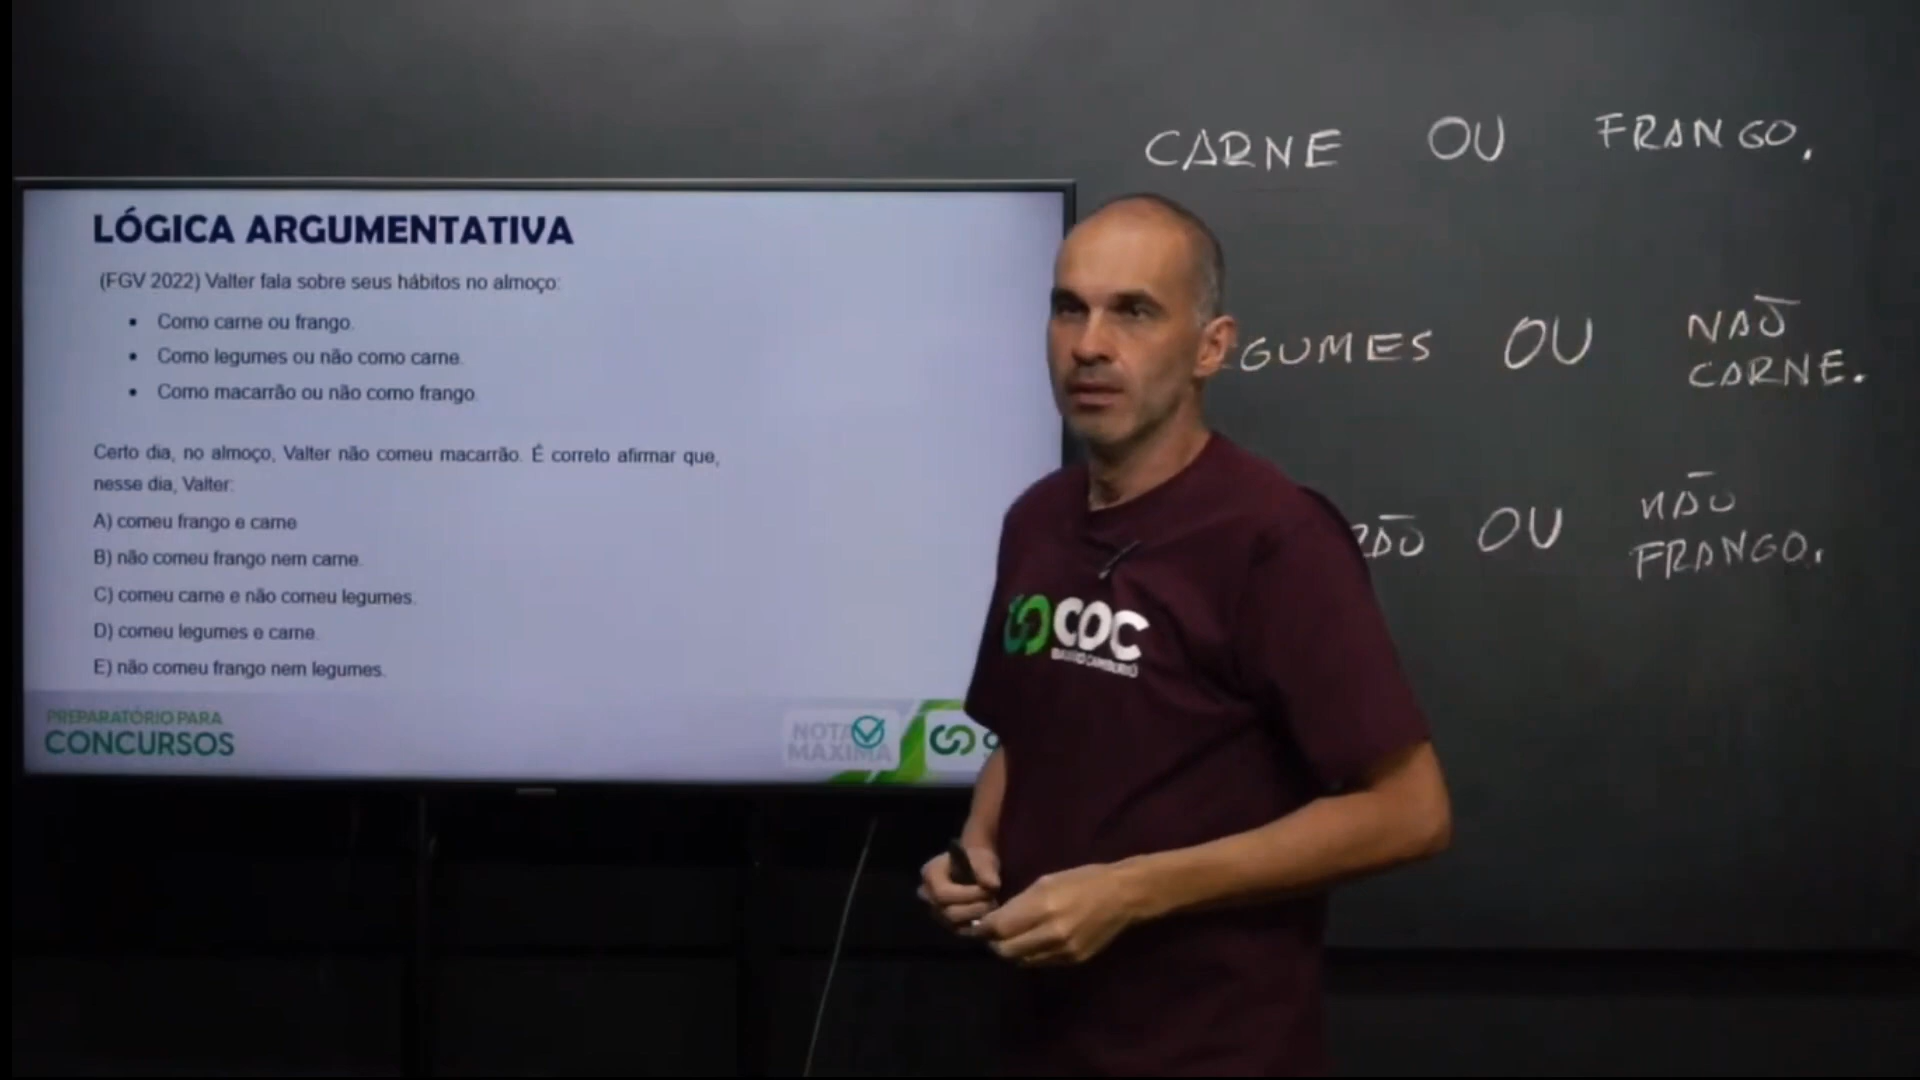 LÓGICA ARGUMENTATIVA
(FGV 2022) Valter fala sobre seus hábitos no almoço:
• Como carne ou frango.
• Como legumes ou não como carne.
• Como macarrão ou não como frango.
Certo dia, no almoço, Valter não comeu macarrão. É correto afirmar que,
nesse dia, Valter:
A) comeu frango e carne
B) não comeu frango nem carne.
C) comeu carne e não comeu legumes.
D) comeu legumes e carne.
E) não comeu frango nem legumes.
PREPARATÓRIO PARA
CONCURSOS
NOTA
MÁXIMA
CARNE OU FRANGO.
GUMES OU NÃO
CARNE.
RÃO OU NÃO
FRANGO.
COC